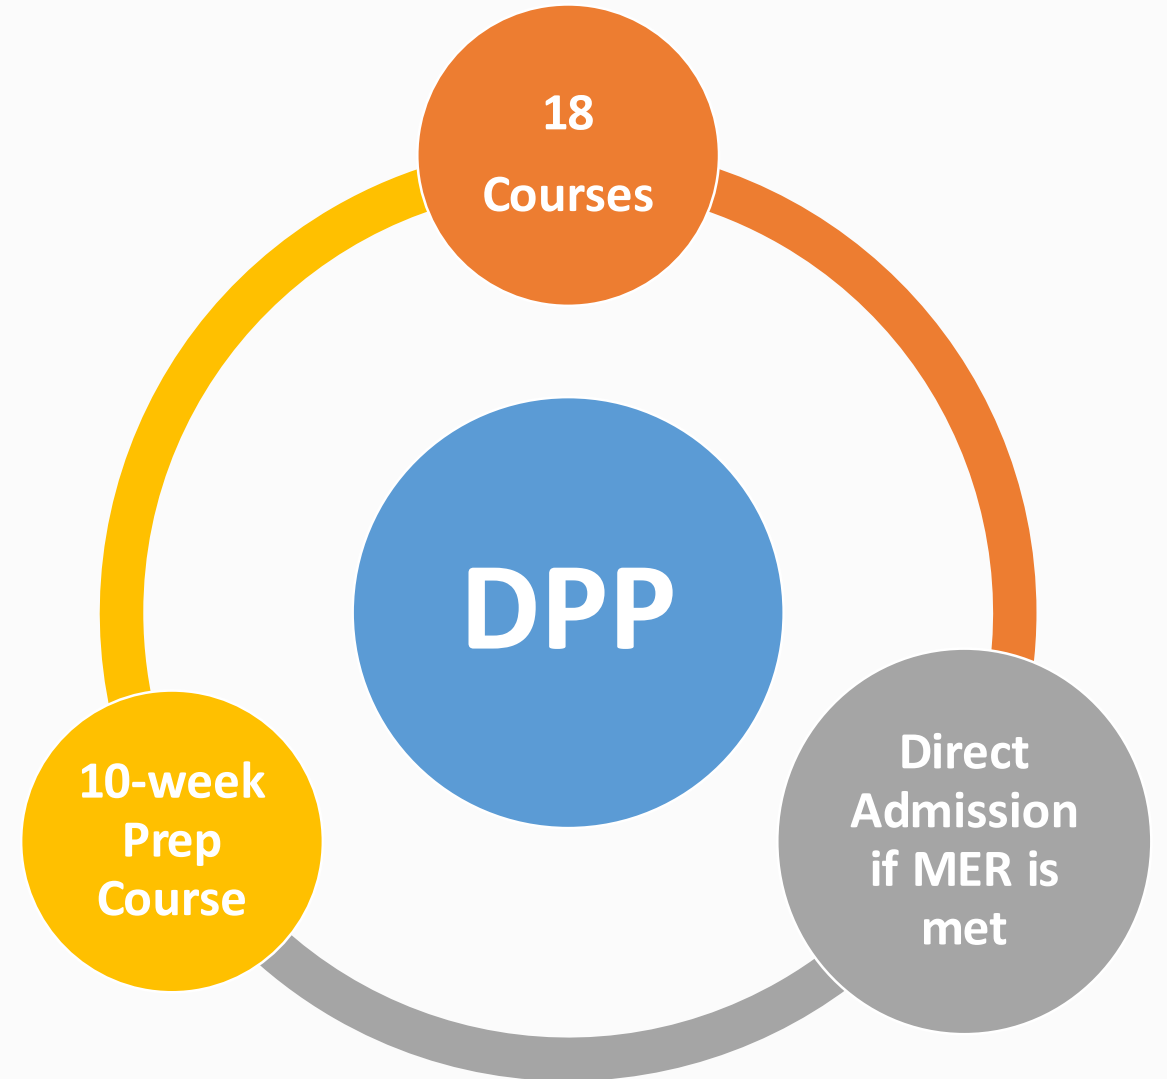 18
Courses
DPP
Direct
Admission
if MER is
met
10-week
Prep
Course